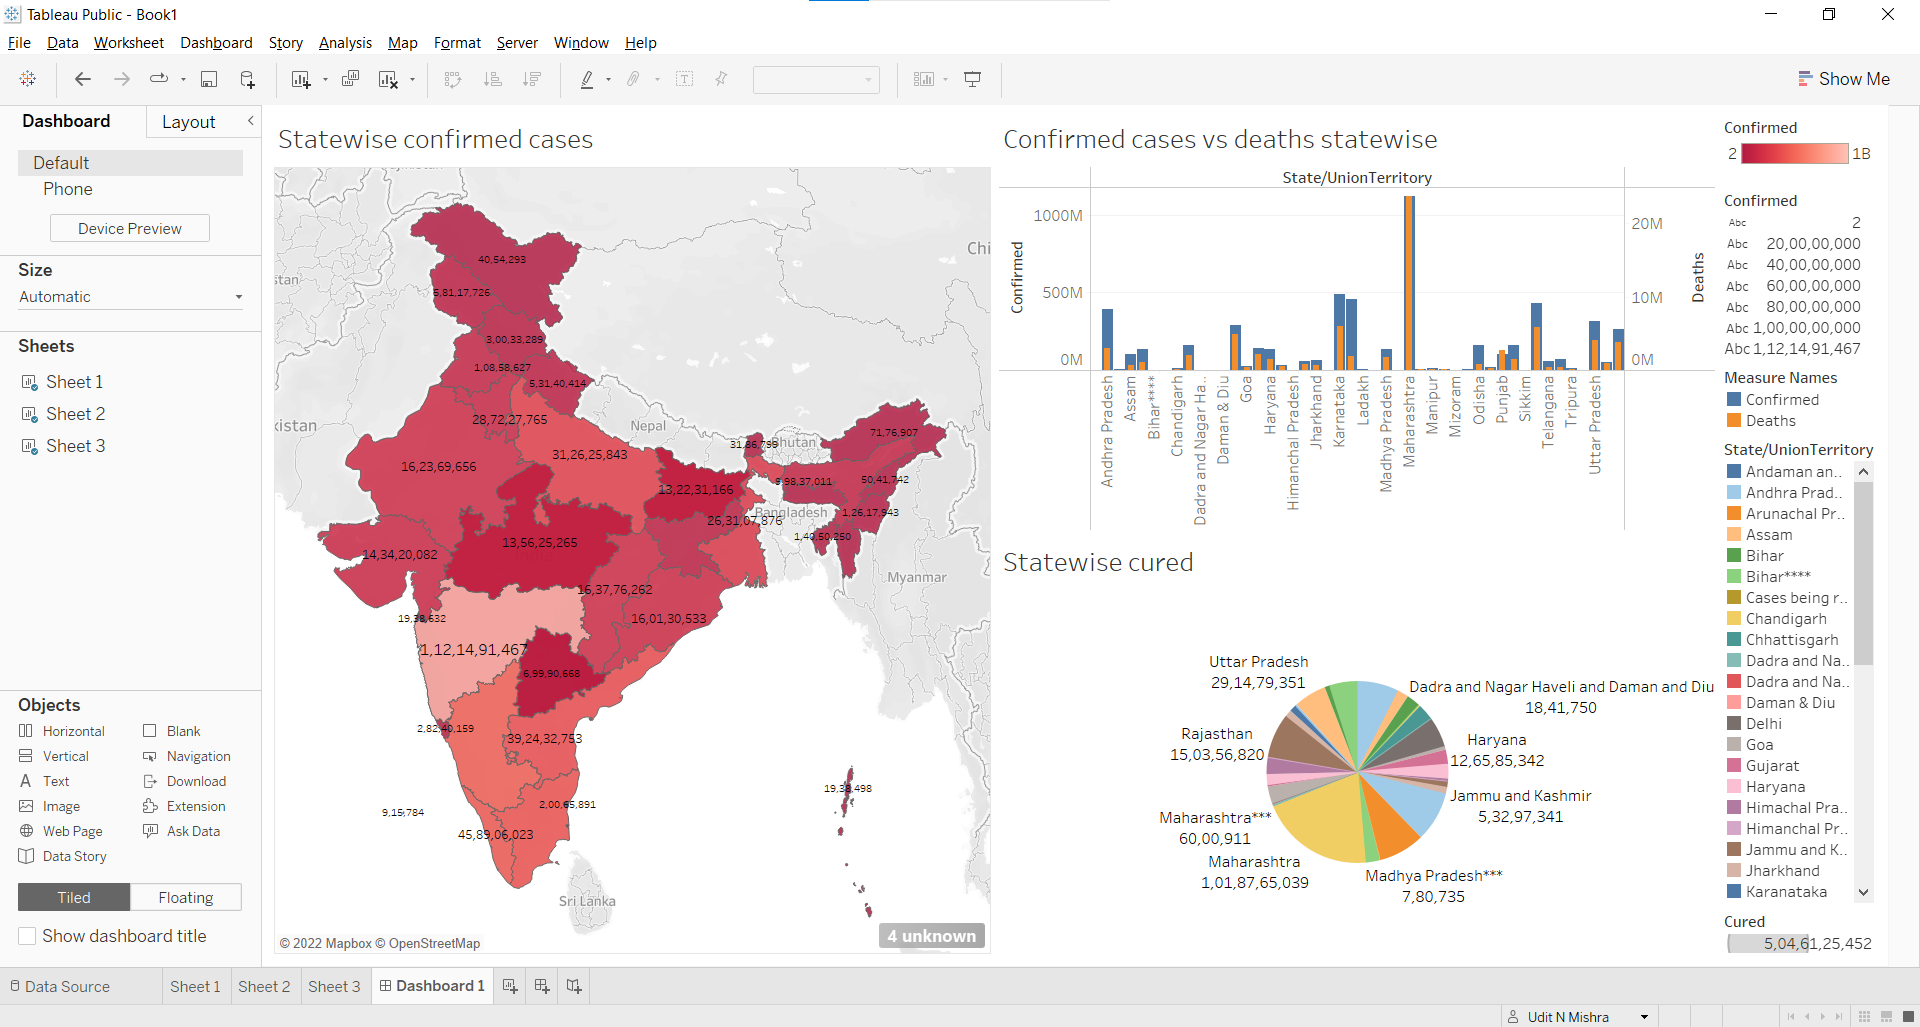 Tableau Public - Book1
File Data Worksheet Dashboard Story Analysis Map Format Server Window Help
Show Me
Dashboard
Layout
Default
Phone
Device Preview
Size
Automatic
Sheets
Sheet 1
Sheet 2
Sheet 3
Objects
Horizontal Blank
Vertical Navigation
Text Download
Image Extension
Web Page Ask Data
Data Story
Tiled Floating
Show dashboard title
Statewise confirmed cases
Chi
stan
kistan
Nepal
Bhutan
Bangladesh
Myanmar
Sri Lanka
40,54,293
5,81,17,726
3,00,33,289
1,08,58,627
5,31,40,414
28,72,27,765
31,26,25,843
16,23,69,656
13,22,31,166
71,76,907
9,98,37,011
50,41,742
26,31,07,876
1,26,17,943
1,40,50,250
14,34,20,082
13,56,25,265
16,37,76,262
16,01,30,533
1,12,14,91,467
6,99,90,668
2,82,40,159
39,24,32,753
19,38,498
2,00,65,891
9,15,784
45,89,06,023
4 unknown
© 2022 Mapbox © OpenStreetMap
Confirmed cases vs deaths statewise
State/UnionTerritory
Confirmed
1000M
500M
0M
Deaths
20M
10M
0M
Andhra Pradesh
Assam
Bihar****
Chandigarh
Dadra and Nagar Ha..
Daman & Diu
Goa
Haryana
Himanchal Pradesh
Jharkhand
Karnataka
Ladakh
Madhya Pradesh
Maharashtra
Manipur
Mizoram
Odisha
Punjab
Sikkim
Telangana
Tripura
Uttar Pradesh
Statewise cured
Uttar Pradesh
29,14,79,351
Dadra and Nagar Haveli and Daman and Diu
18,41,750
Rajasthan
15,03,56,820
Haryana
12,65,85,342
Jammu and Kashmir
5,32,97,341
Maharashtra***
60,00,911
Maharashtra
1,01,87,65,039
Madhya Pradesh***
7,80,735
Confirmed
2 1B
Confirmed
Abc 2
Abc 20,00,00,000
Abc 40,00,00,000
Abc 60,00,00,000
Abc 80,00,00,000
Abc 1,00,00,00,000
Abc 1,12,14,91,467
Measure Names
Confirmed
Deaths
State/UnionTerritory
Andaman an..
Andhra Prad..
Arunachal Pr..
Assam
Bihar
Bihar****
Cases being r..
Chandigarh
Chhattisgarh
Dadra and Na..
Dadra and Na..
Daman & Diu
Delhi
Goa
Gujarat
Haryana
Himachal Pra..
Himanchal Pr..
Jammu and K..
Jharkhand
Karanataka
Cured
5,04,61,25,452
Data Source
Sheet 1
Sheet 2
Sheet 3
Dashboard 1
Udit N Mishra